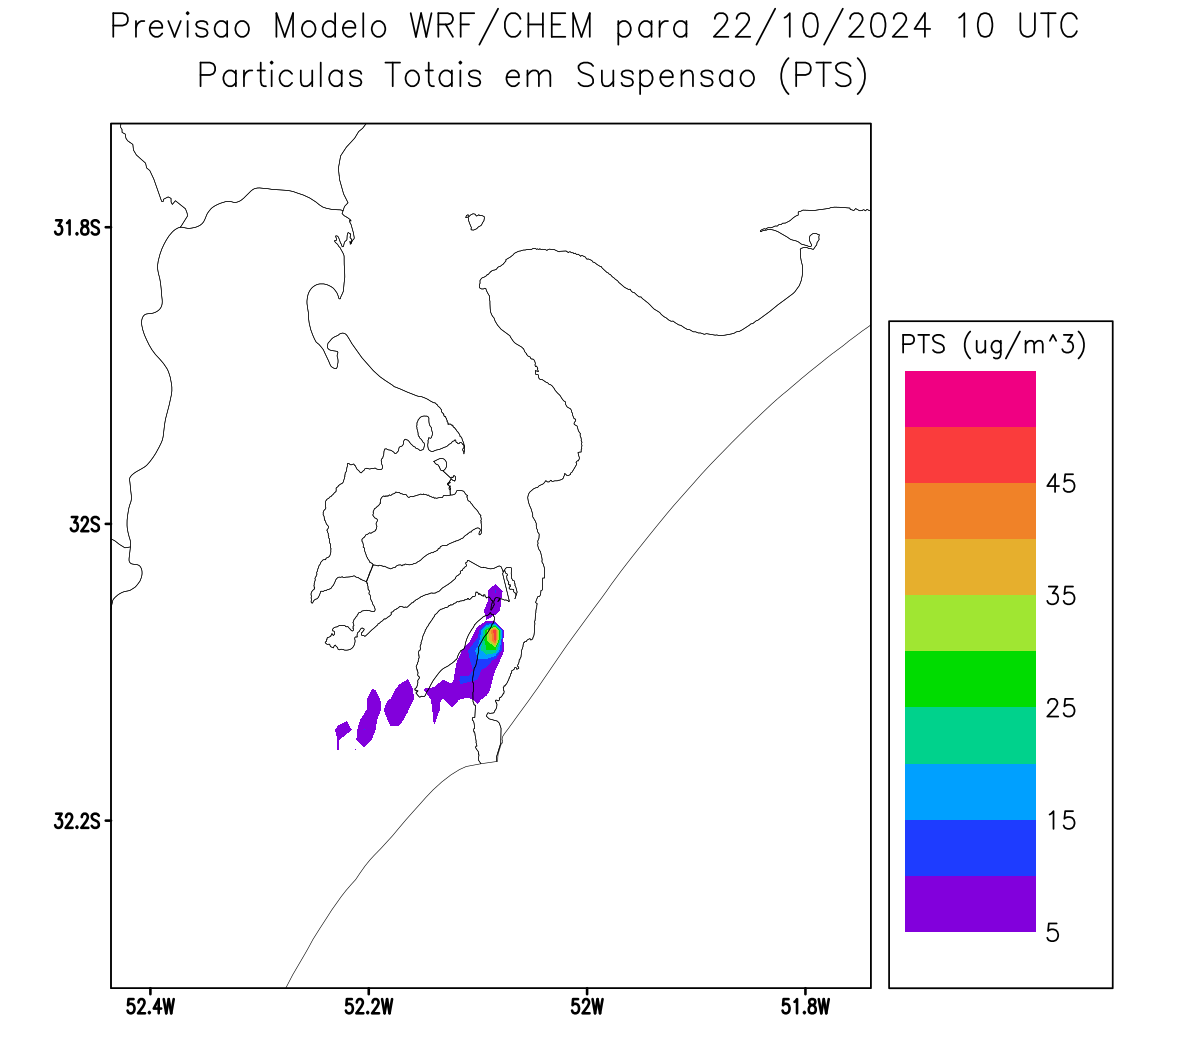 Previsao Modelo WRF/CHEM para 22/10/2024 10 UTC
Particulas Totais em Suspensao (PTS)
31.8S
32S
32.2S
52.4W
52.2W
52W
51.8W
PTS (ug/m^3)
45
35
25
15
5